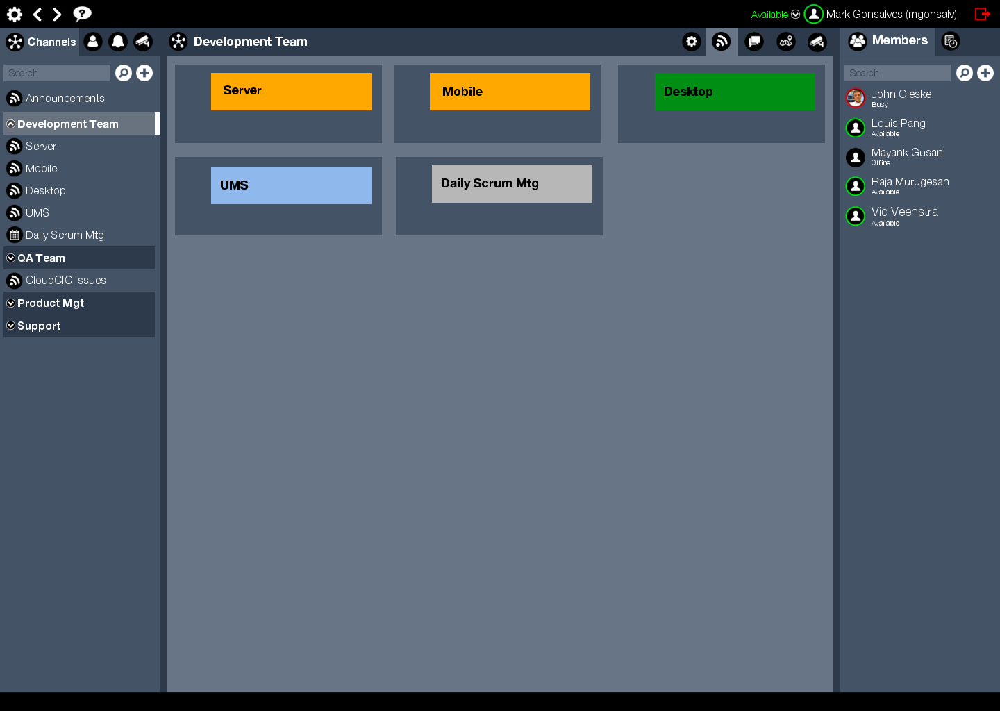 Available Mark Gonsalves (mgonsalv)
Channels
Development Team
Members
Search
Announcements
Development Team
Server
Mobile
Desktop
UMS
Daily Scrum Mtg
QA Team
CloudCIC Issues
Product Mgt
Support
Server
Mobile
Desktop
UMS
Daily Scrum Mtg
Search
John Gieske
Busy
Louis Pang
Available
Mayank Gusani
Offline
Raja Murugesan
Available
Vic Veenstra
Available